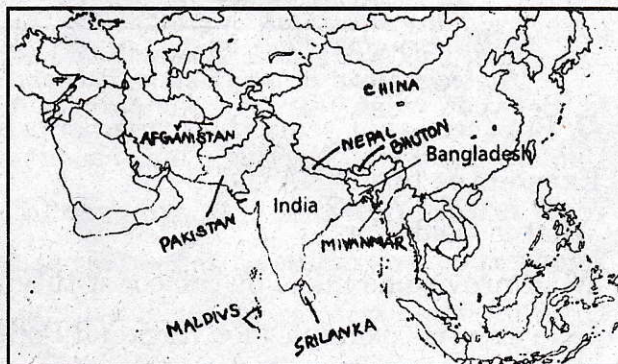 CHINA
AFGANISTAN
NEPAL
BHUTON
Bangladesh
India
PAKISTAN
MIYANMAR
MALDIVS
SRILANKA